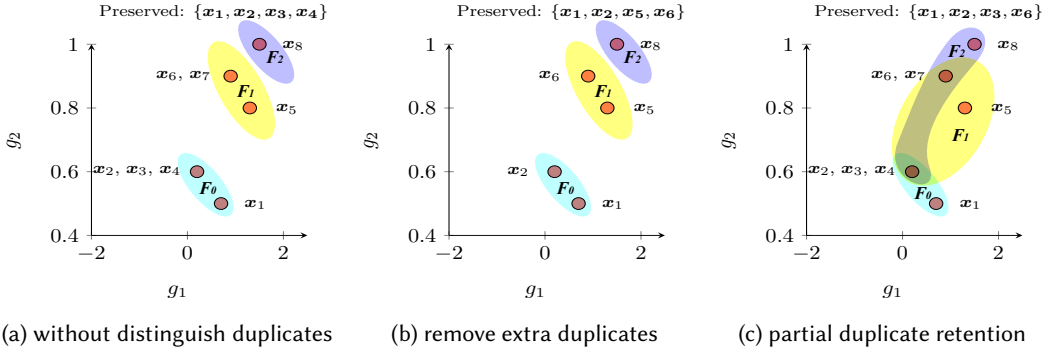 Preserved: {x₁, x₂, x₃, x₄}
1
0.8
0.6
0.4
−2
0
2
g₂
g₁
x₈
F₂
x₆, x₇
F₁
x₅
x₂, x₃, x₄
F₀
x₁
(a) without distinguish duplicates
Preserved: {x₁, x₂, x₅, x₆}
1
0.8
0.6
0.4
−2
0
2
g₂
g₁
x₈
F₂
x₆
F₁
x₅
x₂
F₀
x₁
(b) remove extra duplicates
Preserved: {x₁, x₂, x₃, x₆}
1
0.8
0.6
0.4
−2
0
2
g₂
g₁
x₈
F₂
x₆, x₇
F₁
x₅
x₂, x₃, x₄
F₀
x₁
(c) partial duplicate retention